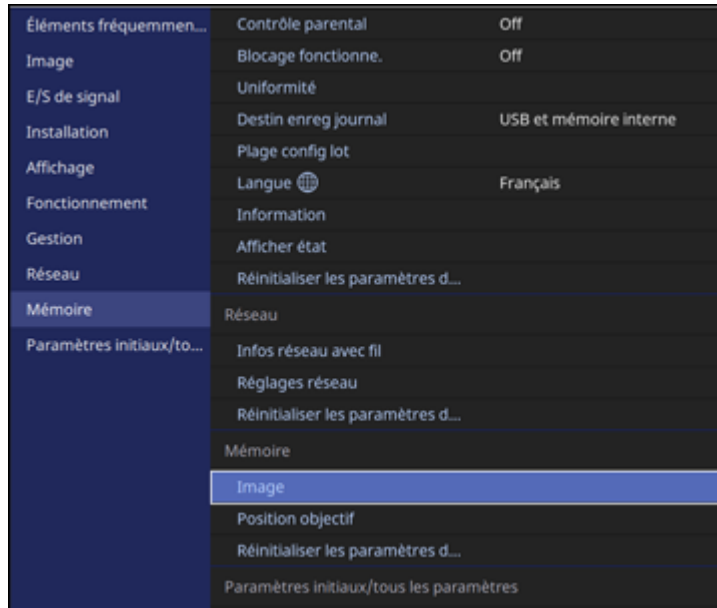 Éléments fréquemmen...
Image
E/S de signal
Installation
Affichage
Fonctionnement
Gestion
Réseau
Mémoire
Paramètres initiaux/to...
Contrôle parental Off
Blocage fonctionne. Off
Uniformité
Destin enreg journal USB et mémoire interne
Plage config lot
Langue Français
Information
Afficher état
Réinitialiser les paramètres d...
Réseau
Infos réseau avec fil
Réglages réseau
Réinitialiser les paramètres d...
Mémoire
Image
Position objectif
Réinitialiser les paramètres d...
Paramètres initiaux/tous les paramètres